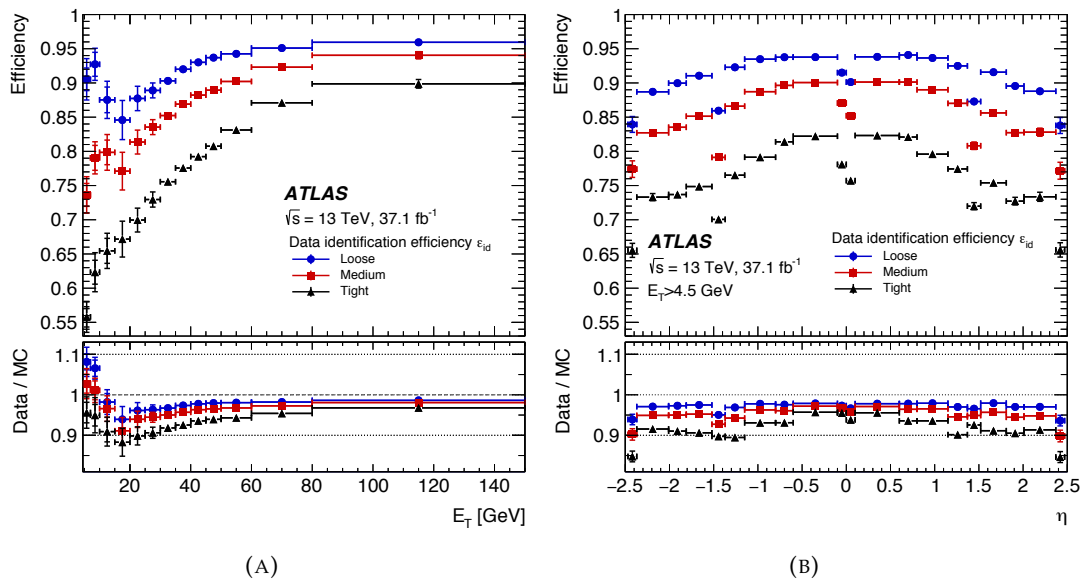 Efficiency
1
0.95
0.9
0.85
0.8
0.75
0.7
0.65
0.6
0.55
ATLAS
√s = 13 TeV, 37.1 fb⁻¹
Data identification efficiency ε_id
Loose
Medium
Tight
Data / MC
1.1
1
0.9
20 40 60 80 100 120 140
E_T [GeV]
(A)
Efficiency
1
0.95
0.9
0.85
0.8
0.75
0.7
0.65
0.6
0.55
ATLAS
√s = 13 TeV, 37.1 fb⁻¹
E_T>4.5 GeV
Data identification efficiency ε_id
Loose
Medium
Tight
Data / MC
1.1
1
0.9
−2.5 −2 −1.5 −1 −0.5 0 0.5 1 1.5 2 2.5
η
(B)